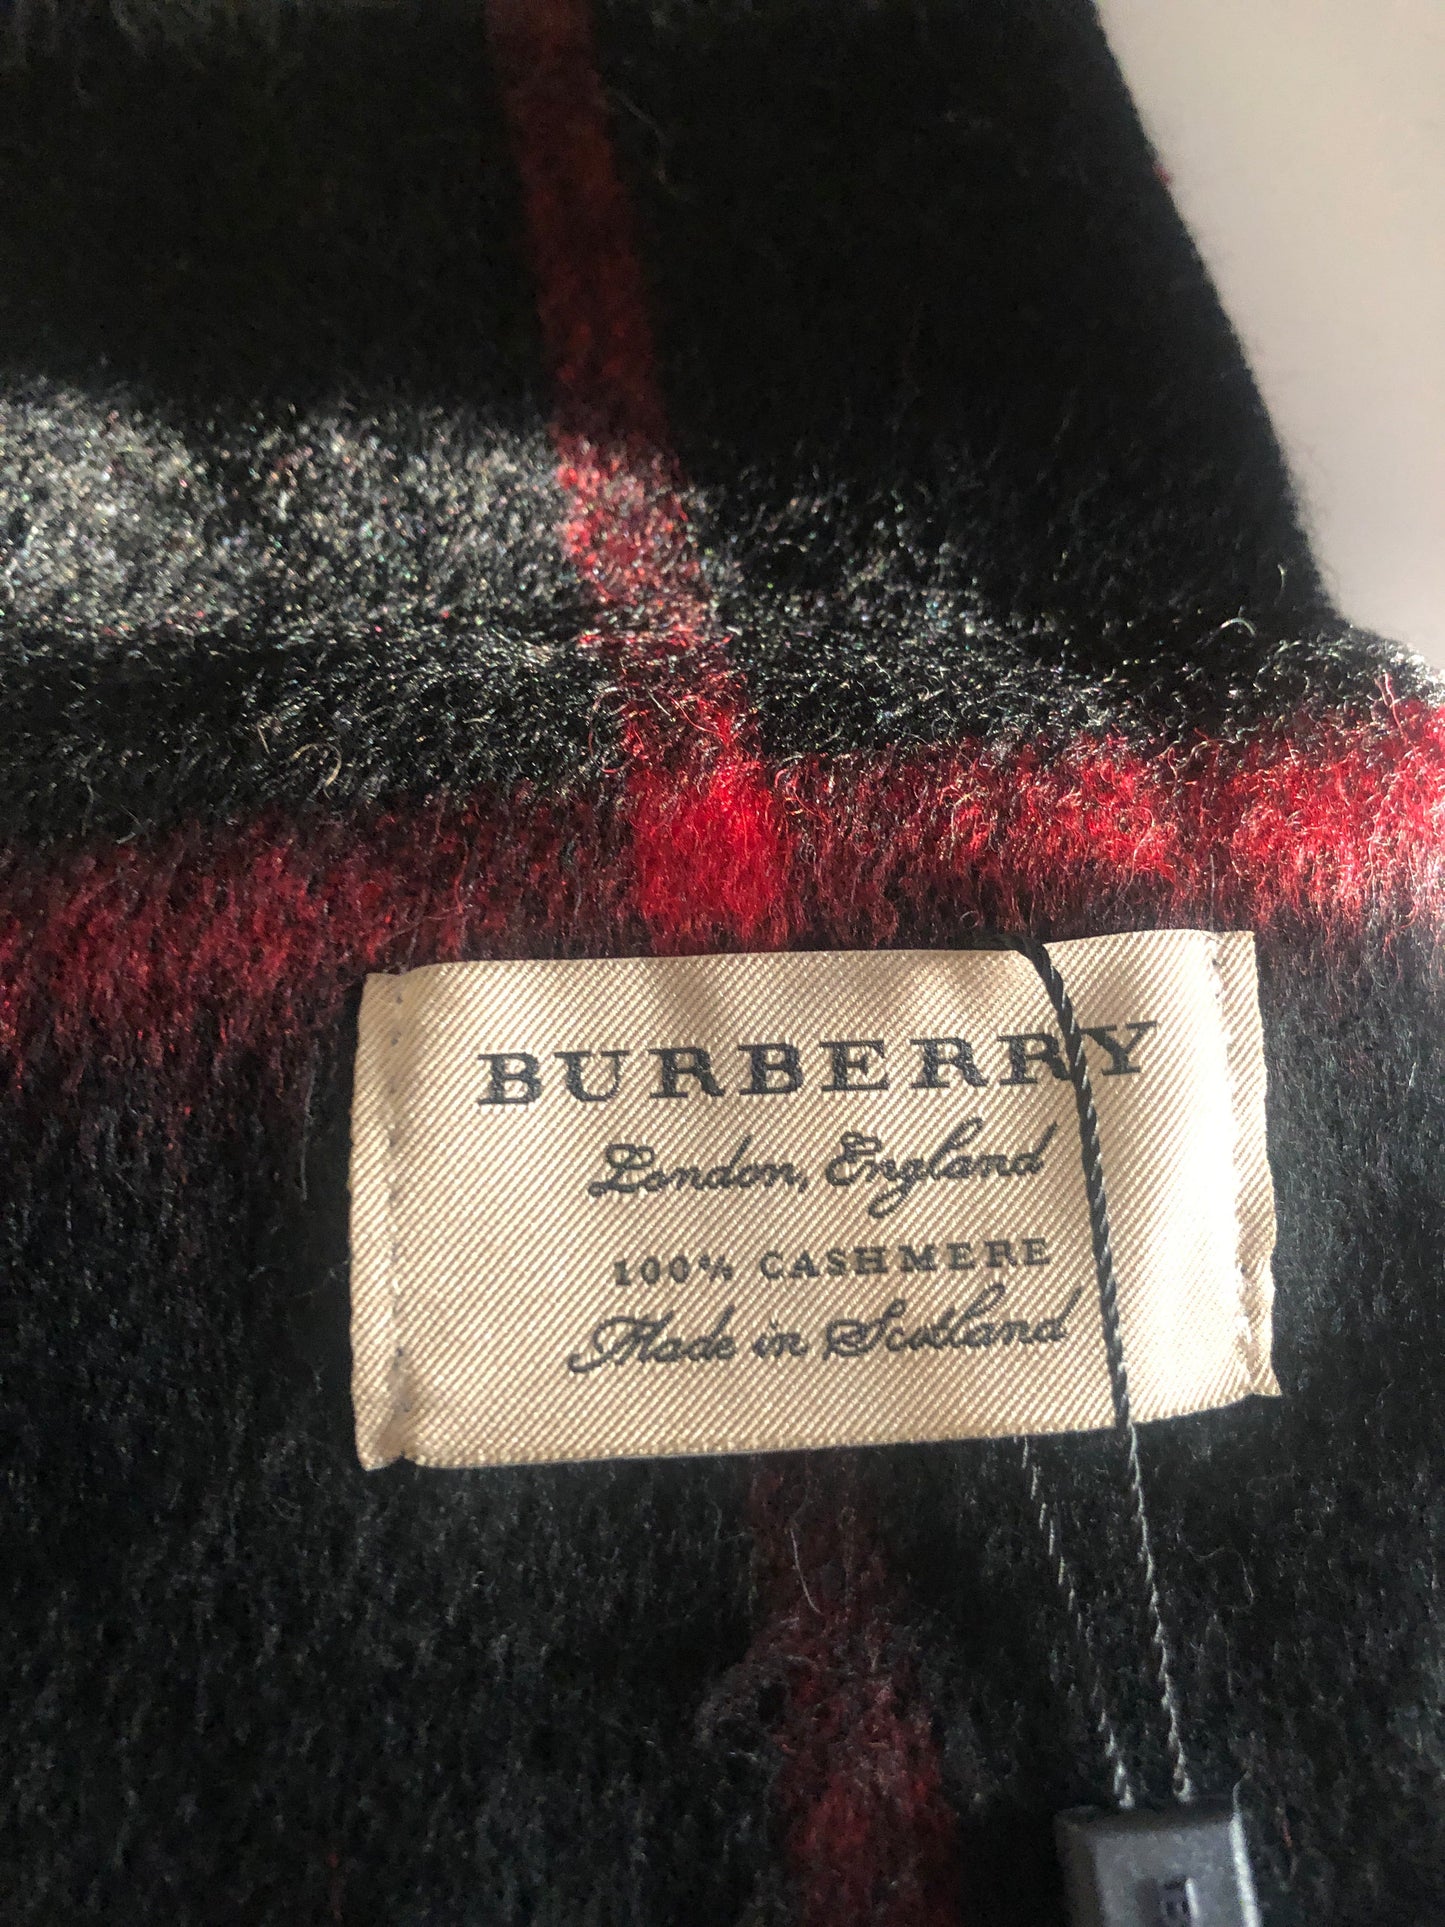 BURBERRY
London, England
100% CASHMERE
Made in Scotland